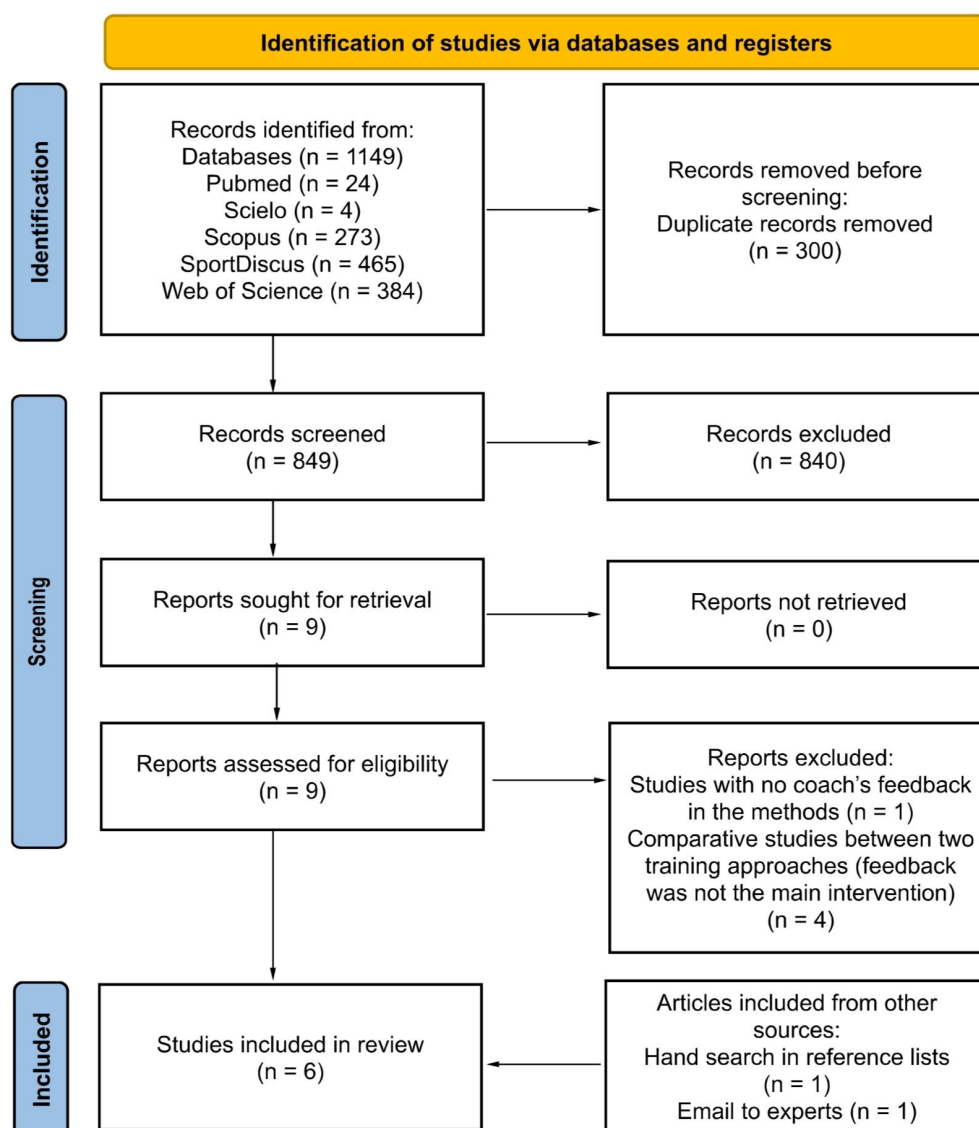 Identification of studies via databases and registers
Identification
Records identified from:
Databases (n = 1149)
Pubmed (n = 24)
Scielo (n = 4)
Scopus (n = 273)
SportDiscus (n = 465)
Web of Science (n = 384)
Records removed before
screening:
Duplicate records removed
(n = 300)
Screening
Records screened
(n = 849)
Records excluded
(n = 840)
Reports sought for retrieval
(n = 9)
Reports not retrieved
(n = 0)
Reports assessed for eligibility
(n = 9)
Reports excluded:
Studies with no coach’s feedback
in the methods (n = 1)
Comparative studies between two
training approaches (feedback
was not the main intervention)
(n = 4)
Included
Studies included in review
(n = 6)
Articles included from other
sources:
Hand search in reference lists
(n = 1)
Email to experts (n = 1)